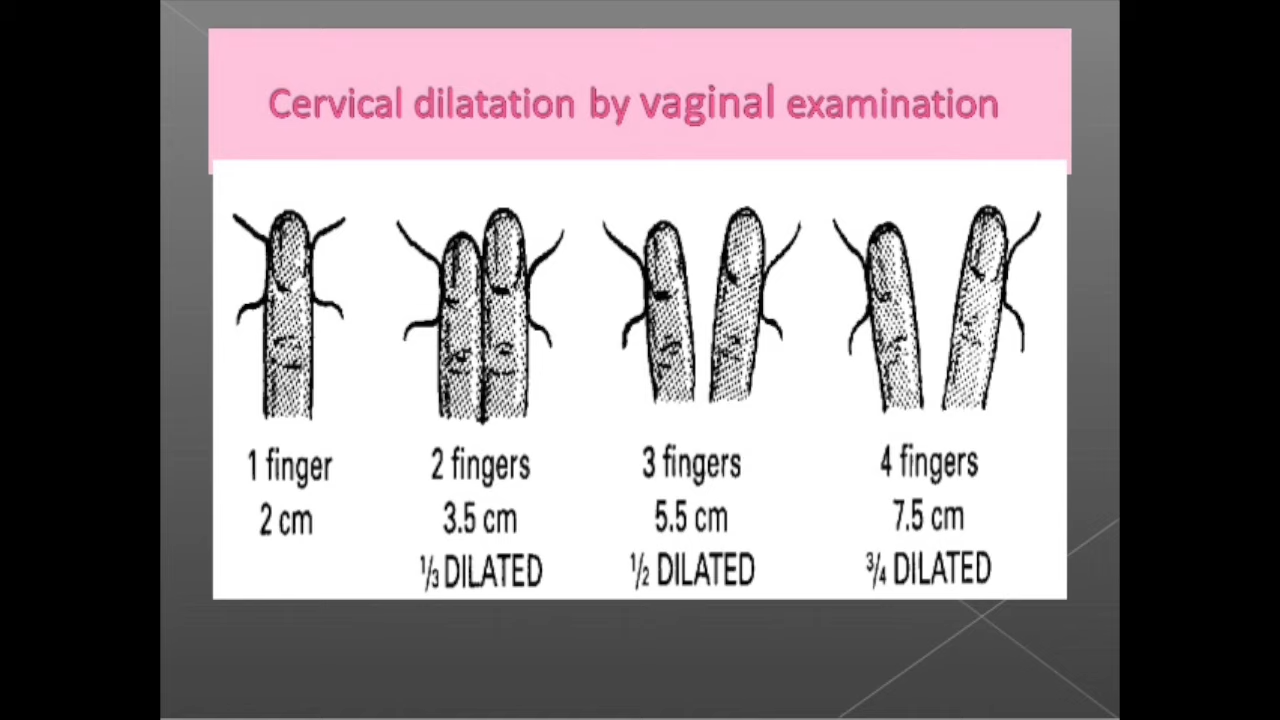 Cervical dilatation by vaginal examination
1 finger
2 cm
2 fingers
3.5 cm
⅓ DILATED
3 fingers
5.5 cm
½ DILATED
4 fingers
7.5 cm
¾ DILATED